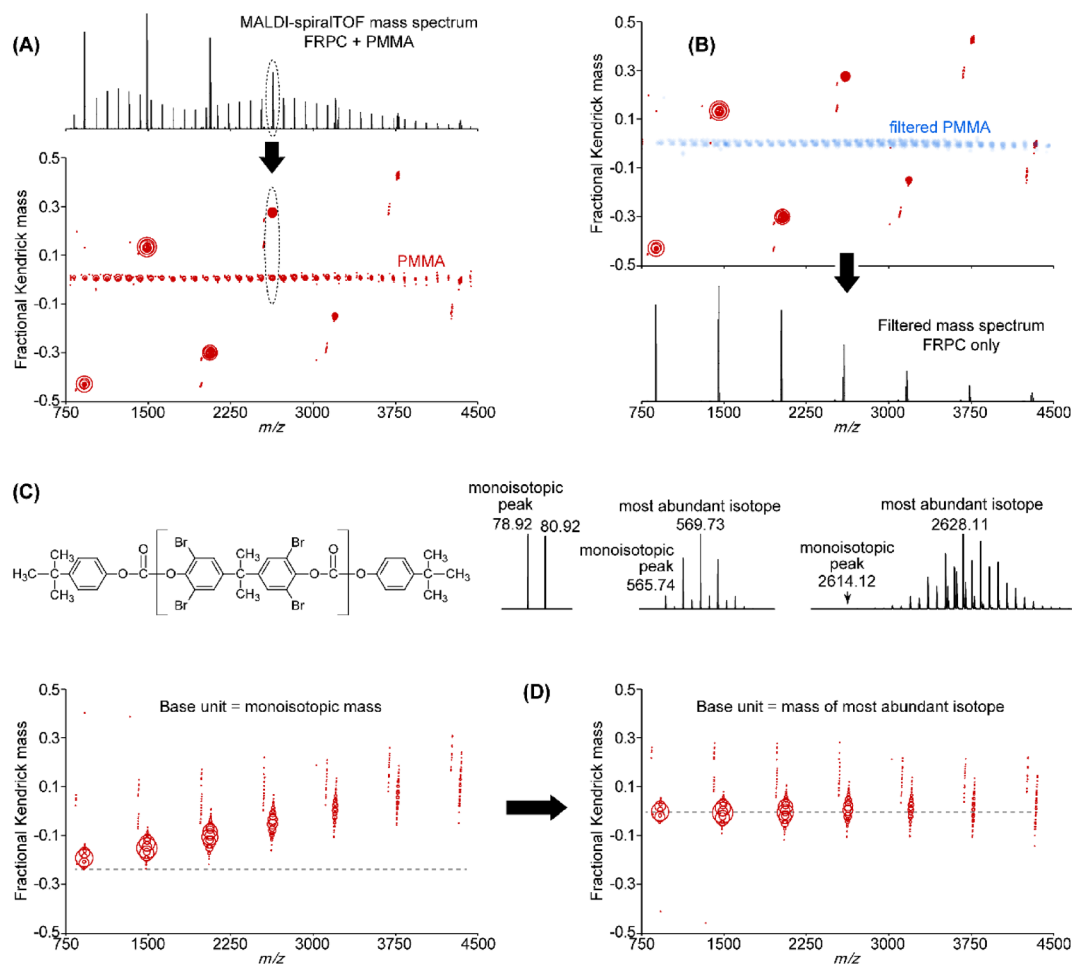 (A)
MALDI-spiralTOF mass spectrum
FRPC + PMMA
0.5
0.3
0.1
-0.1
-0.3
-0.5
Fractional Kendrick mass
PMMA
750
1500
2250
3000
3750
4500
m/z
(B)
0.5
0.3
0.1
-0.1
-0.3
-0.5
Fractional Kendrick mass
filtered PMMA
Filtered mass spectrum
FRPC only
750
1500
2250
3000
3750
4500
m/z
(C)
CH3
H3C
CH3
O
O
O
Br
Br
CH3
CH3
Br
Br
O
O
O
CH3
CH3
CH3
monoisotopic
peak
78.92
80.92
most abundant isotope
569.73
monoisotopic
peak
565.74
most abundant isotope
2628.11
monoisotopic
peak
2614.12
0.5
0.3
0.1
-0.1
-0.3
-0.5
Fractional Kendrick mass
Base unit = monoisotopic mass
750
1500
2250
3000
3750
4500
m/z
(D)
0.5
0.3
0.1
-0.1
-0.3
-0.5
Fractional Kendrick mass
Base unit = mass of most abundant isotope
750
1500
2250
3000
3750
4500
m/z